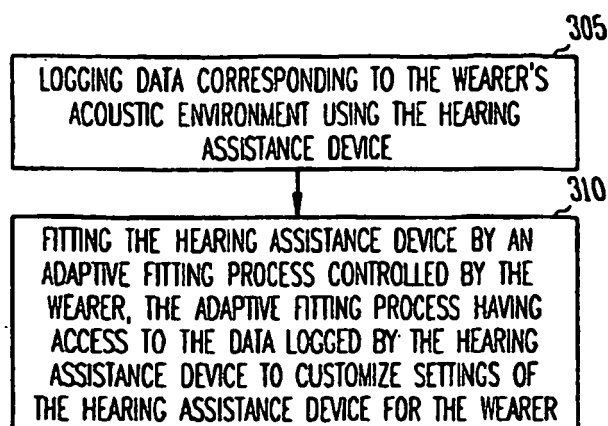 305
LOGGING DATA CORRESPONDING TO THE WEARER'S
ACOUSTIC ENVIRONMENT USING THE HEARING
ASSISTANCE DEVICE
310
FITTING THE HEARING ASSISTANCE DEVICE BY AN
ADAPTIVE FITTING PROCESS CONTROLLED BY THE
WEARER, THE ADAPTIVE FITTING PROCESS HAVING
ACCESS TO THE DATA LOGGED BY THE HEARING
ASSISTANCE DEVICE TO CUSTOMIZE SETTINGS OF
THE HEARING ASSISTANCE DEVICE FOR THE WEARER